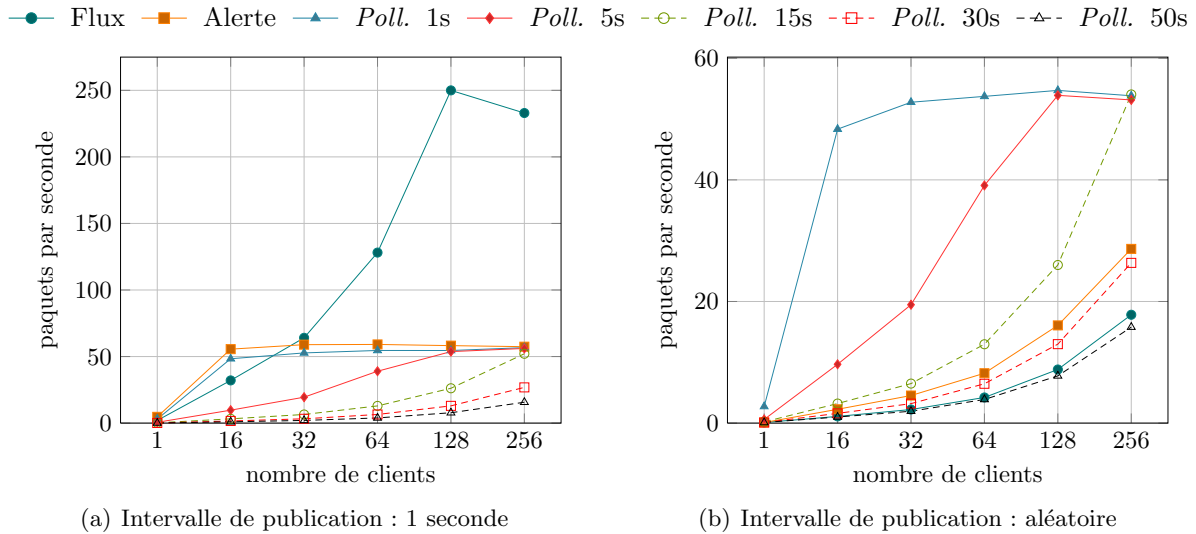 Flux Alerte Poll. 1s Poll. 5s Poll. 15s Poll. 30s Poll. 50s
250
200
150
100
50
0
paquets par seconde
1 16 32 64 128 256
nombre de clients
(a) Intervalle de publication : 1 seconde
60
40
20
0
paquets par seconde
1 16 32 64 128 256
nombre de clients
(b) Intervalle de publication : aléatoire